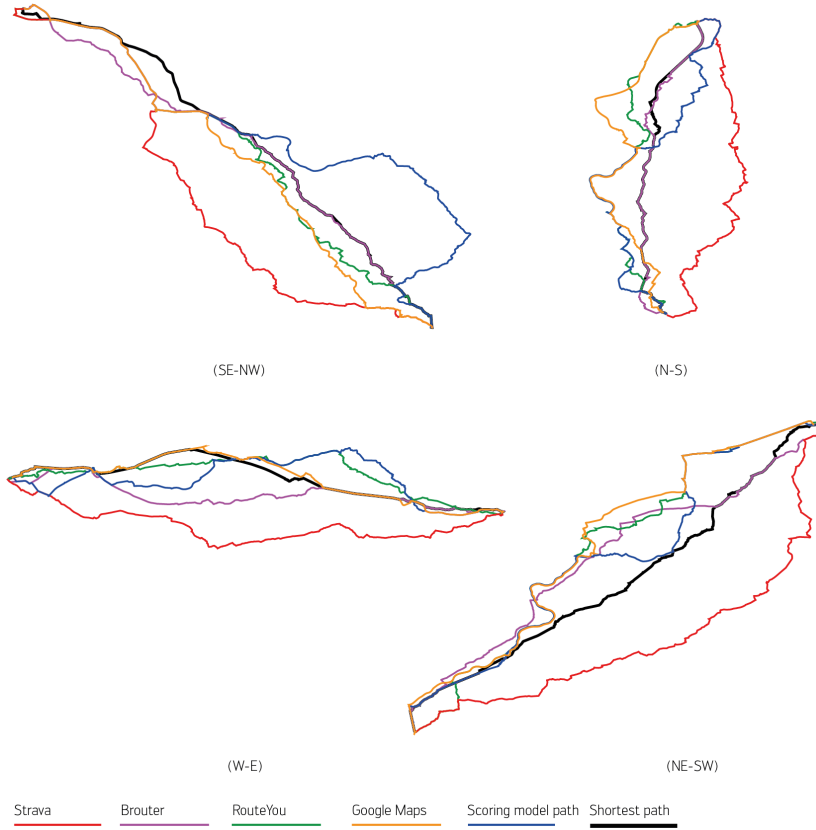 (SE-NW)
(N-S)
(W-E)
(NE-SW)
Strava Brouter RouteYou Google Maps Scoring model path Shortest path